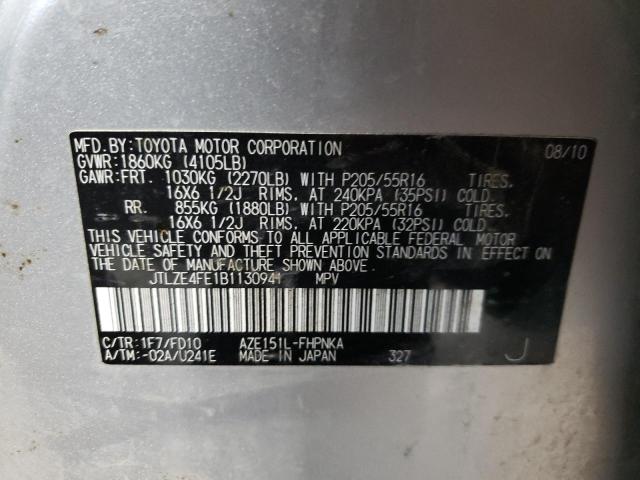 MFD.BY:TOYOTA MOTOR CORPORATION 08/10
GVWR:1860KG (4105LB)
GAWR:FRT. 1030KG (2270LB) WITH P205/55R16 TIRES,
16X6 1/2J RIMS, AT 240KPA (35PSI) COLD.
RR. 855KG (1880LB) WITH P205/55R16 TIRES,
16X6 1/2J RIMS, AT 220KPA (32PSI) COLD.
THIS VEHICLE CONFORMS TO ALL APPLICABLE FEDERAL MOTOR
VEHICLE SAFETY AND THEFT PREVENTION STANDARDS IN EFFECT ON
THE DATE OF MANUFACTURE SHOWN ABOVE.
JTLZE4FE1B1130941 MPV
C/TR:1F7/FD10 AZE151L-FHPNKA
A/TM:-02A/U241E MADE IN JAPAN 327 J